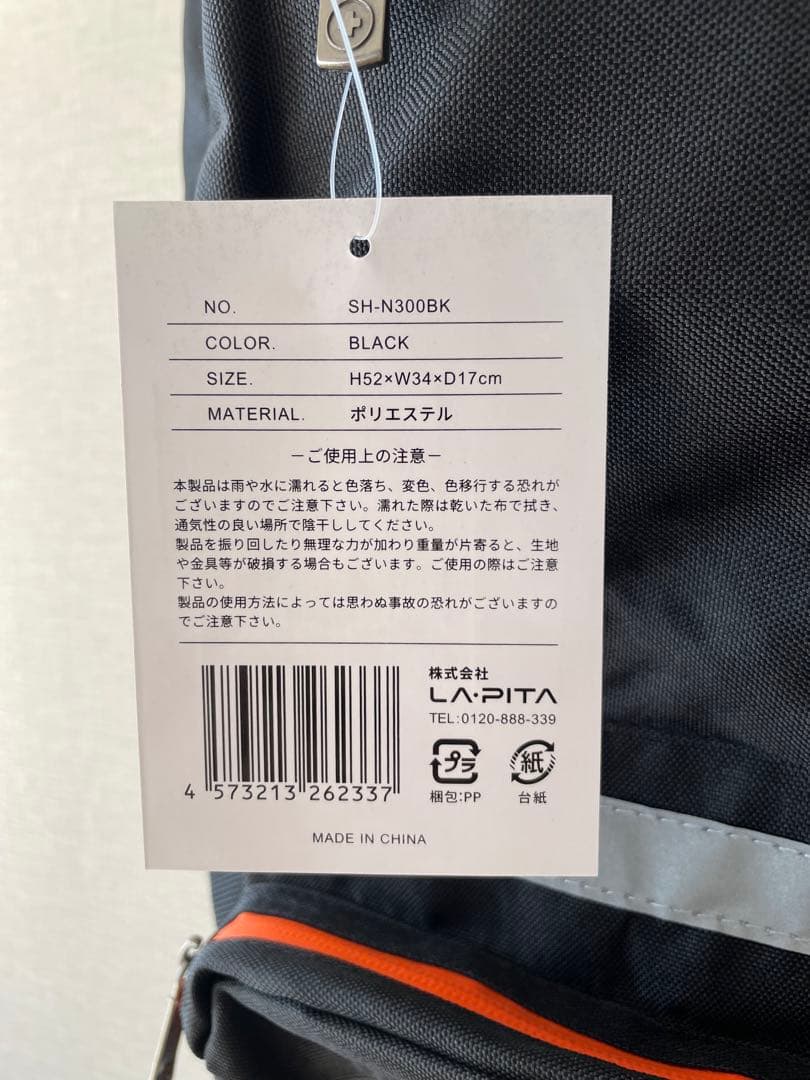 NO. SH-N300BK
COLOR. BLACK
SIZE. H52×W34×D17cm
MATERIAL. ポリエステル
－ご使用上の注意－
本製品は雨や水に濡れると色落ち、変色、色移行する恐れが
ございますのでご注意下さい。濡れた際は乾いた布で拭き、
通気性の良い場所で陰干ししてください。
製品を振り回したり無理な力が加わり重量が片寄ると、生地
や金具等が破損する場合もございます。ご使用の際はご注意
下さい。
製品の使用方法によっては思わぬ事故の恐れがございますの
でご注意下さい。
株式会社
LA・PITA
TEL:0120-888-339
プラ
紙
梱包:PP
台紙
4 573213 262337
MADE IN CHINA